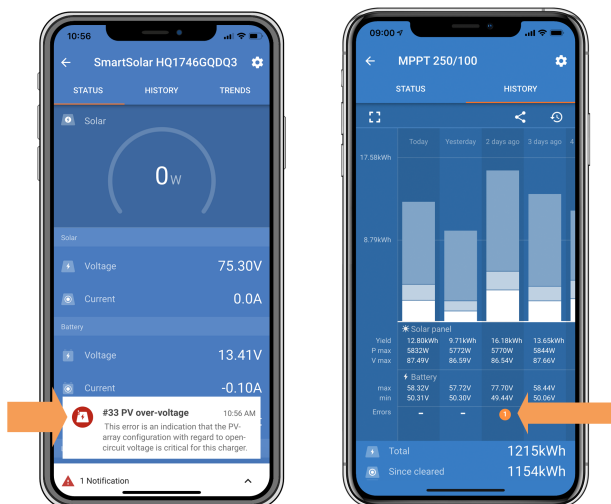 10:56
SmartSolar HQ1746GQDQ3
STATUS HISTORY TRENDS
Solar
0W
Solar
Voltage 75.30V
Current 0.0A
Battery
Voltage 13.41V
Current -0.10A
#33 PV over-voltage 10:56 AM
This error is an indication that the PV-
array configuration with regard to open-
circuit voltage is critical for this charger.
1 Notification
09:00
MPPT 250/100
STATUS HISTORY
Today Yesterday 2 days ago 3 days ago 4
17.58kWh
8.79kWh
Solar panel
Yield 12.80kWh 9.71kWh 16.18kWh 13.65kWh
P max 5832W 5772W 5770W 5844W
V max 87.49V 86.59V 86.54V 87.66V
Battery
max 58.32V 57.72V 77.70V 58.44V
min 50.31V 50.30V 49.44V 50.06V
Errors – – 1
Total 1215kWh
Since cleared 1154kWh